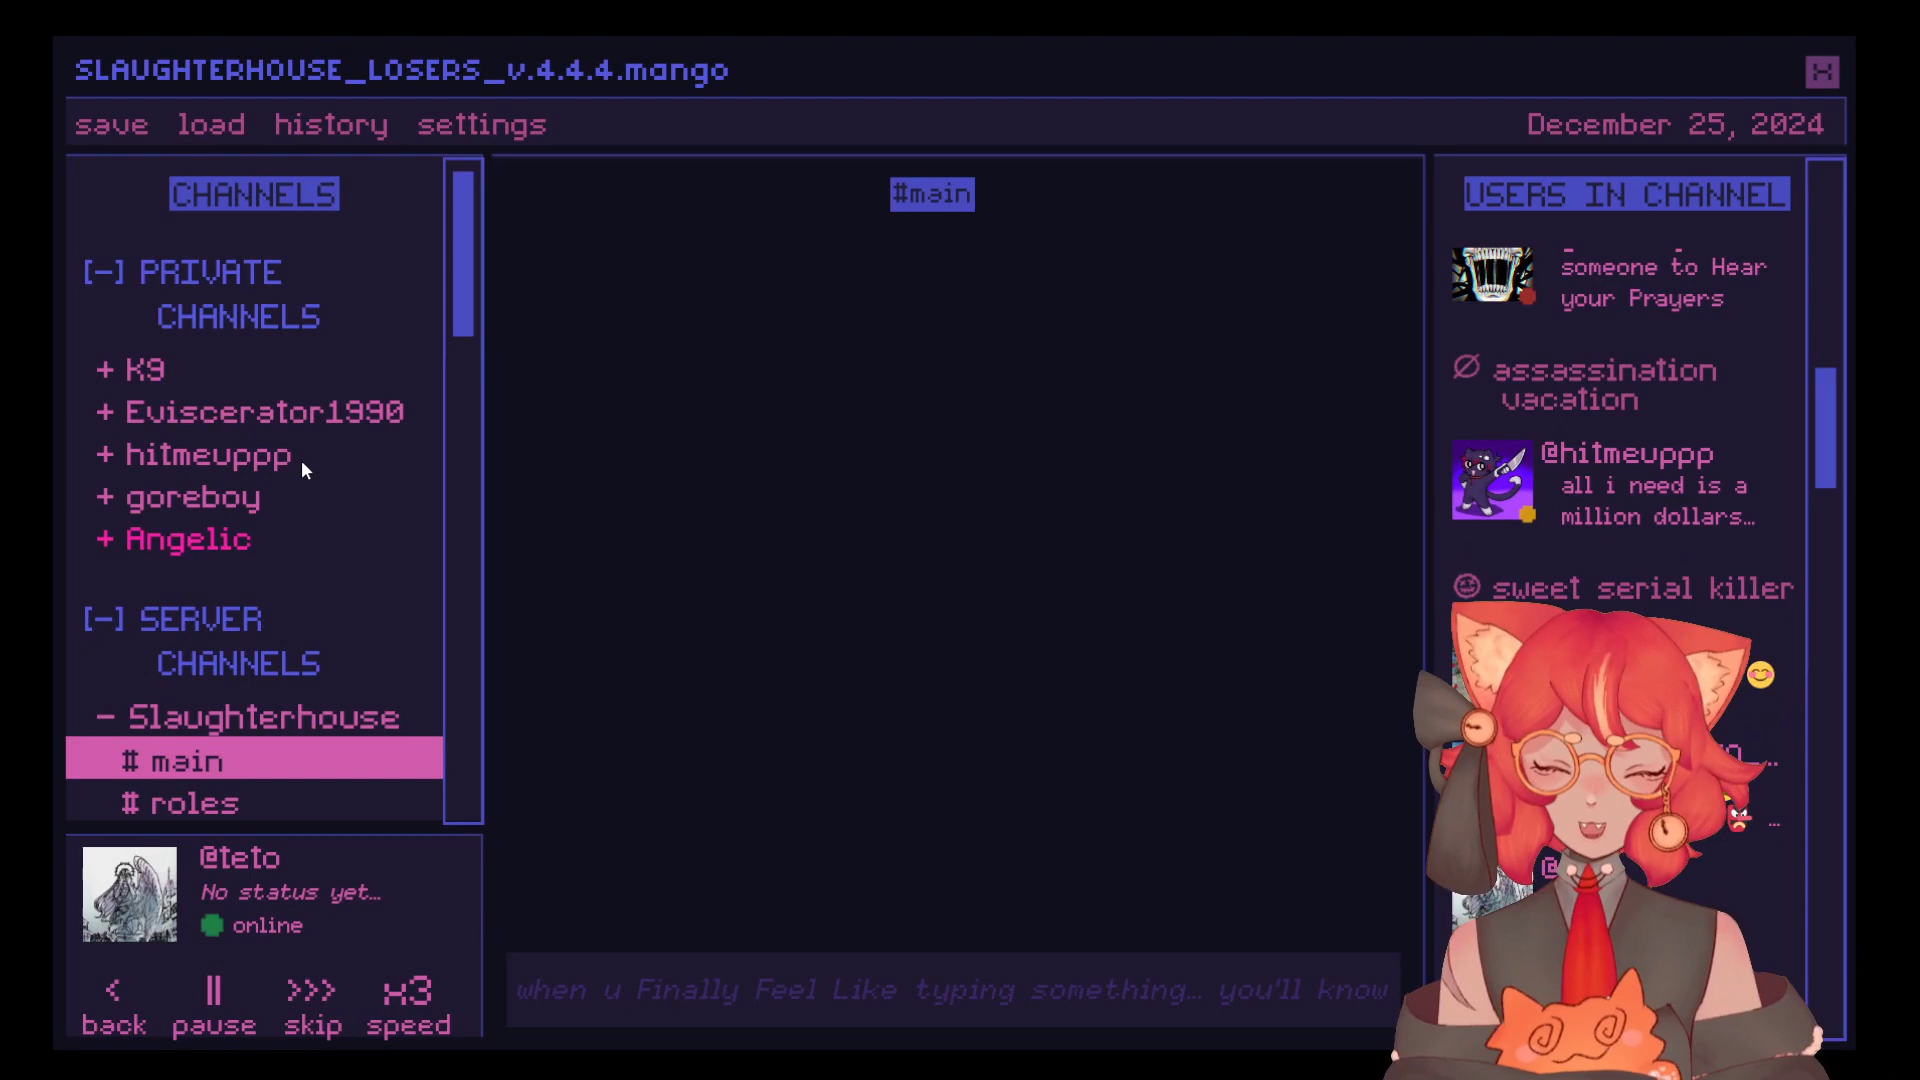 SLAUGHTERHOUSE_LOSERS_v.4.4.4.mango
save load history settings
December 25, 2024
CHANNELS
[-] PRIVATE
CHANNELS
+ K9
+ Eviscerator1990
+ hitmeuppp
+ goreboy
+ Angelic
[-] SERVER
CHANNELS
- Slaughterhouse
# main
# roles
@teto
No status yet...
online
< || >>> x3
back pause skip speed
#main
when u Finally Feel Like typing something... you'll know
USERS IN CHANNEL
someone to Hear
your Prayers
assassination
vacation
@hitmeuppp
all i need is a
million dollars...
sweet serial killer
...
@